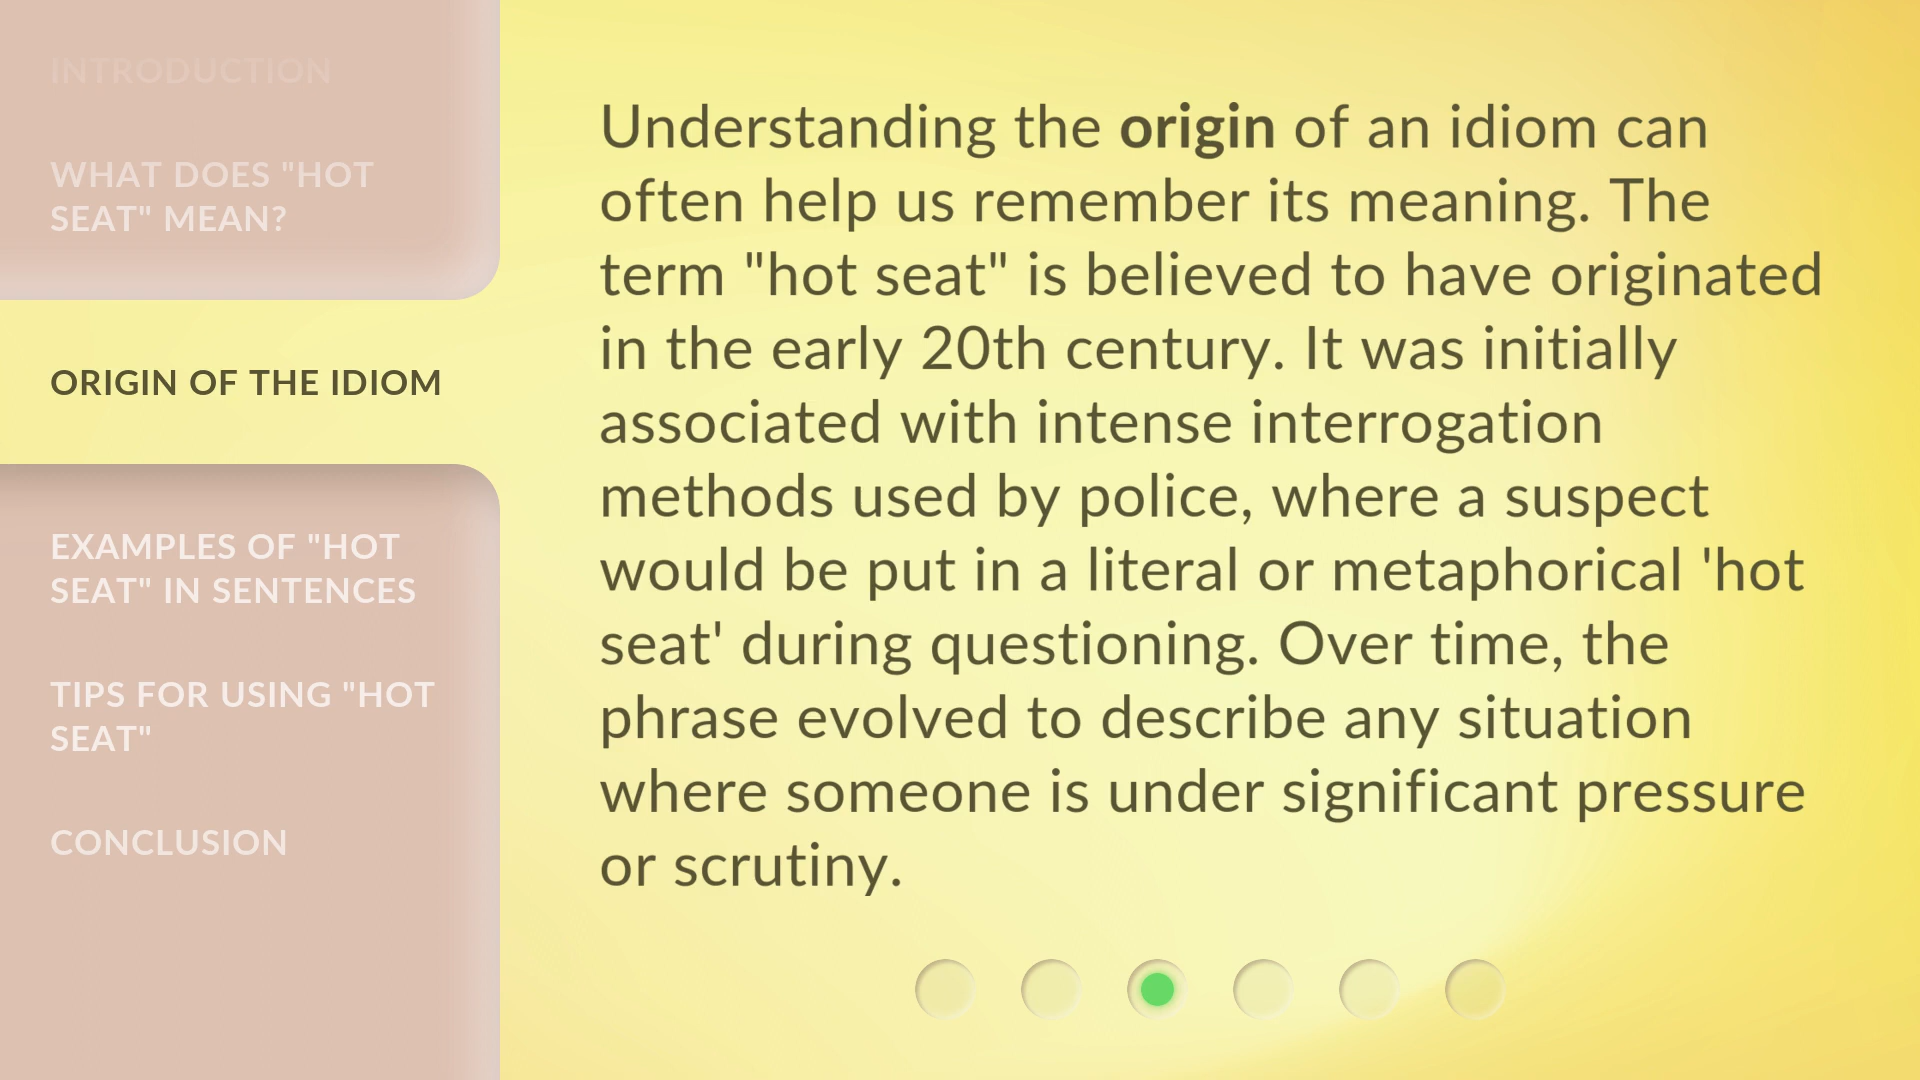 INTRODUCTION
WHAT DOES "HOT
SEAT" MEAN?
ORIGIN OF THE IDIOM
EXAMPLES OF "HOT
SEAT" IN SENTENCES
TIPS FOR USING "HOT
SEAT"
CONCLUSION
Understanding the origin of an idiom can
often help us remember its meaning. The
term "hot seat" is believed to have originated
in the early 20th century. It was initially
associated with intense interrogation
methods used by police, where a suspect
would be put in a literal or metaphorical 'hot
seat' during questioning. Over time, the
phrase evolved to describe any situation
where someone is under significant pressure
or scrutiny.